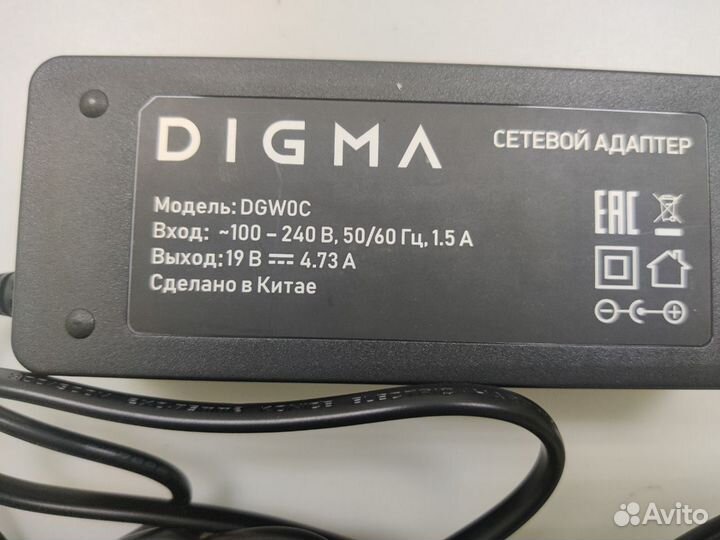 DIGMA
СЕТЕВОЙ АДАПТЕР
Модель: DGW0C
Вход: ~100 – 240 В, 50/60 Гц, 1.5 А
Выход: 19 В ⎓ 4.73 А
Сделано в Китае
EAC
Avito